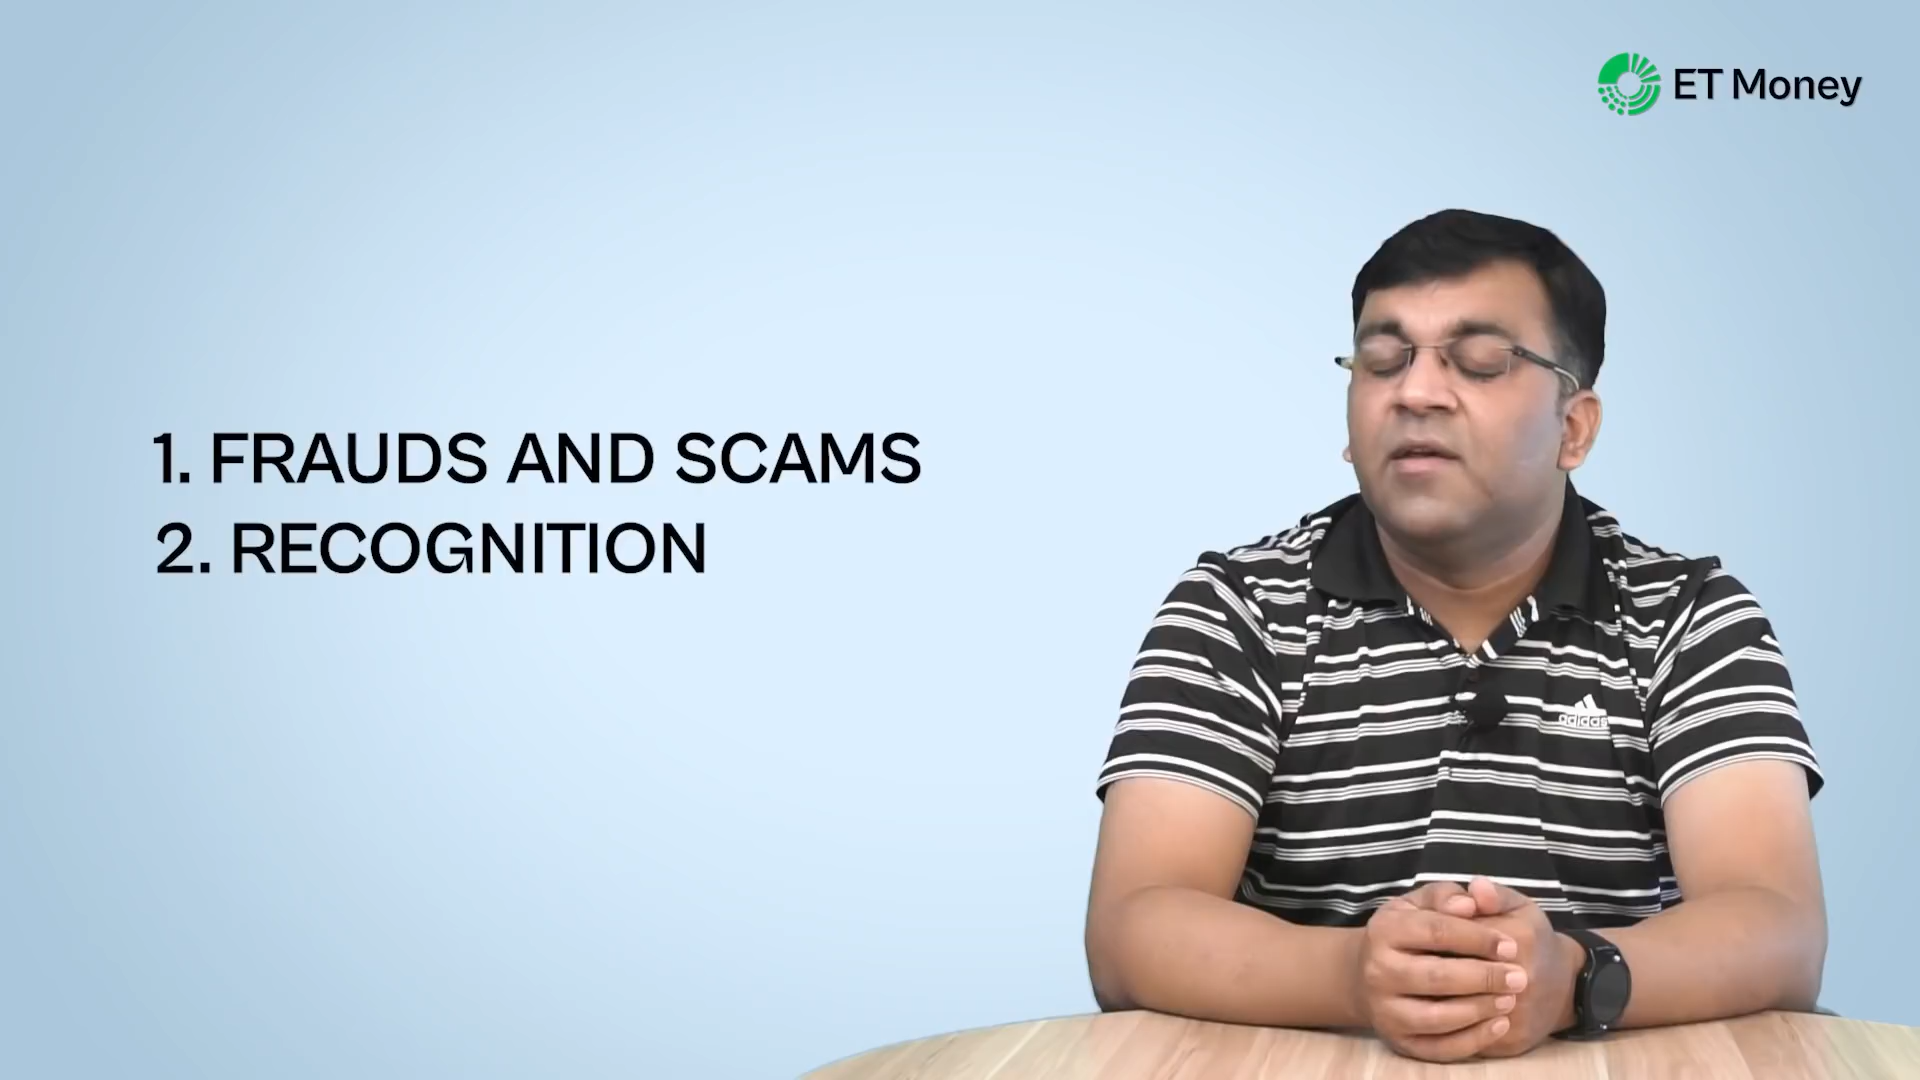 ET Money
1. FRAUDS AND SCAMS
2. RECOGNITION
adidas